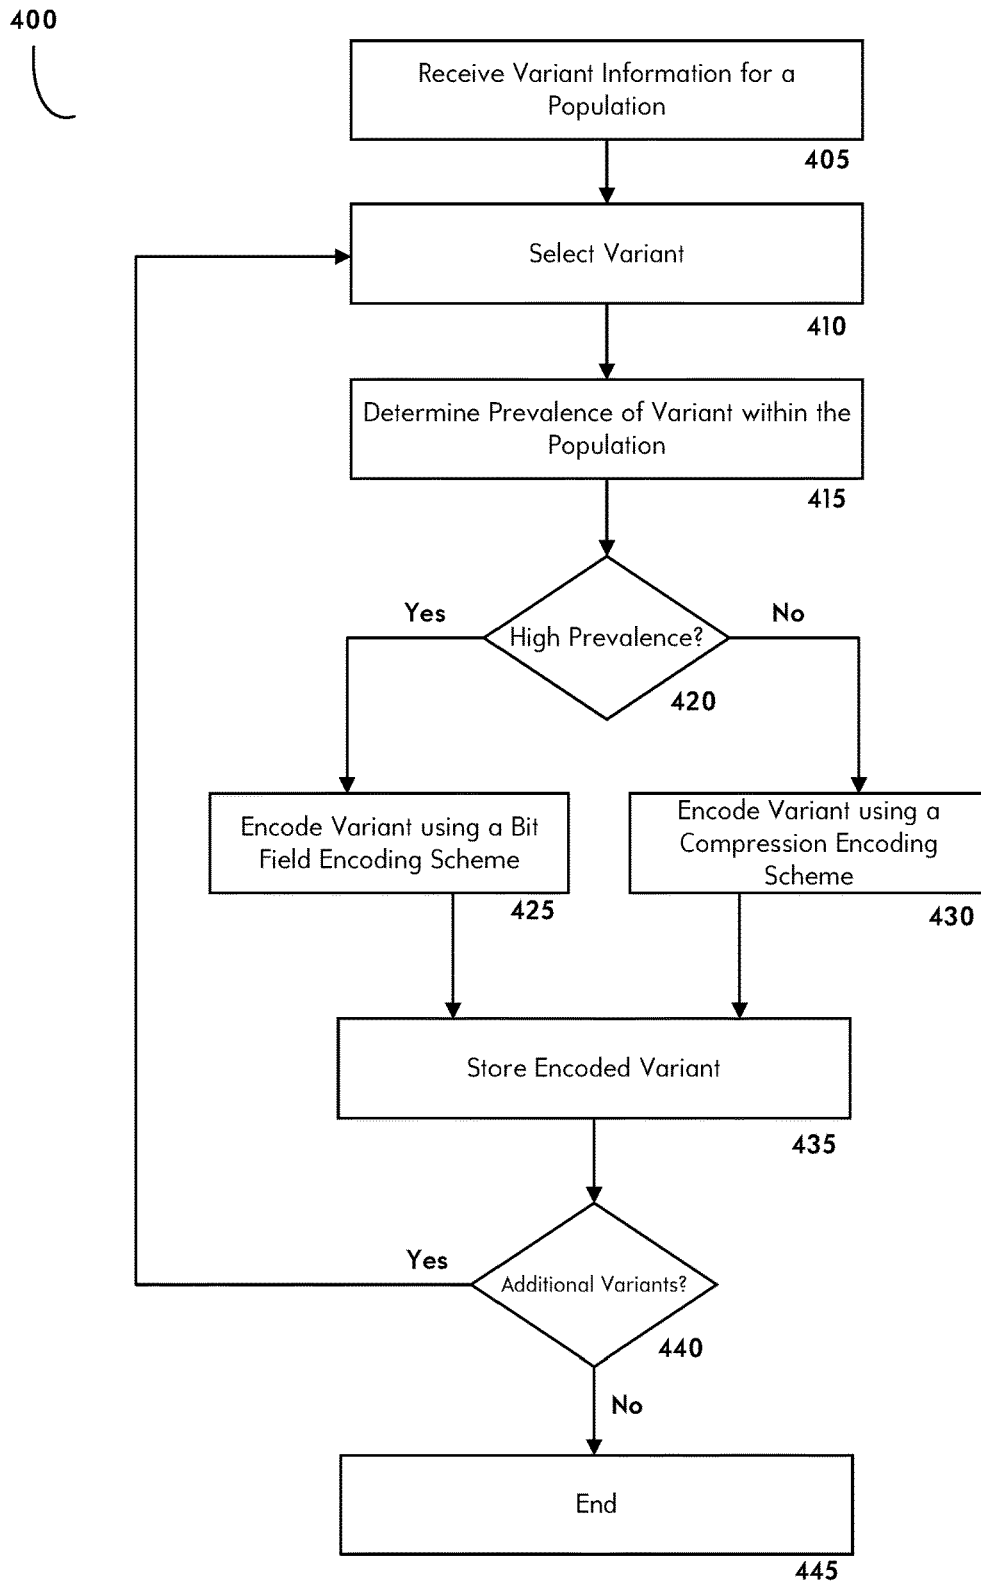 400
Receive Variant Information for a
Population
405
Select Variant
410
Determine Prevalence of Variant within the
Population
415
Yes
No
High Prevalence?
420
Encode Variant using a Bit
Field Encoding Scheme
425
Encode Variant using a
Compression Encoding
Scheme
430
Store Encoded Variant
435
Yes
Additional Variants?
440
No
End
445